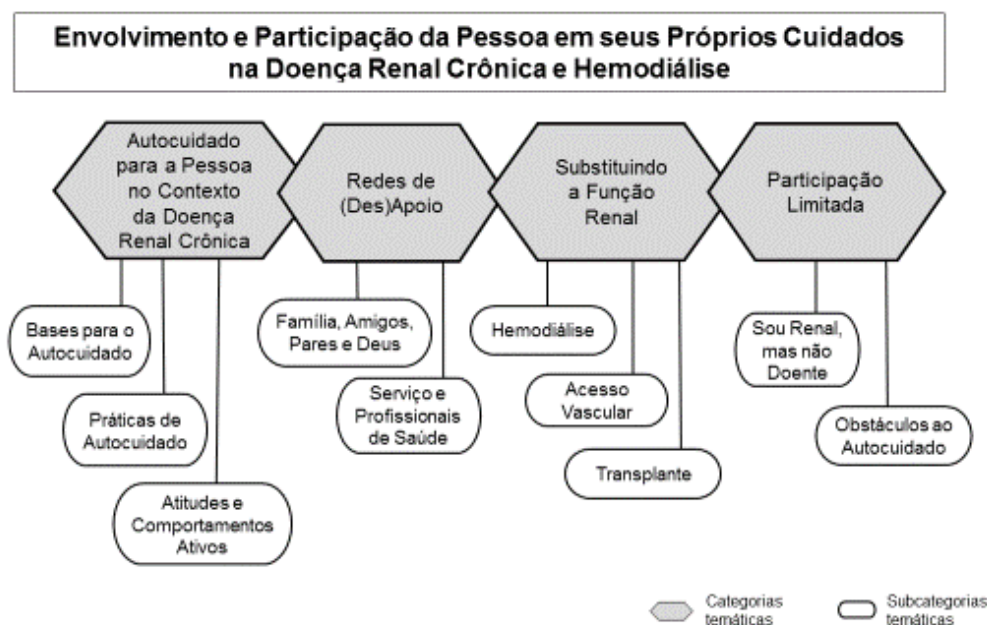 Envolvimento e Participação da Pessoa em seus Próprios Cuidados
na Doença Renal Crônica e Hemodiálise
Autocuidado
para a Pessoa
no Contexto
da Doença
Renal Crônica
Redes de
(Des)Apoio
Substituindo
a Função
Renal
Participação
Limitada
Bases para o
Autocuidado
Práticas de
Autocuidado
Atitudes e
Comportamentos
Ativos
Família, Amigos,
Pares e Deus
Serviço e
Profissionais
de Saúde
Hemodiálise
Acesso
Vascular
Transplante
Sou Renal,
mas não
Doente
Obstáculos ao
Autocuidado
Categorias
temáticas
Subcategorias
temáticas